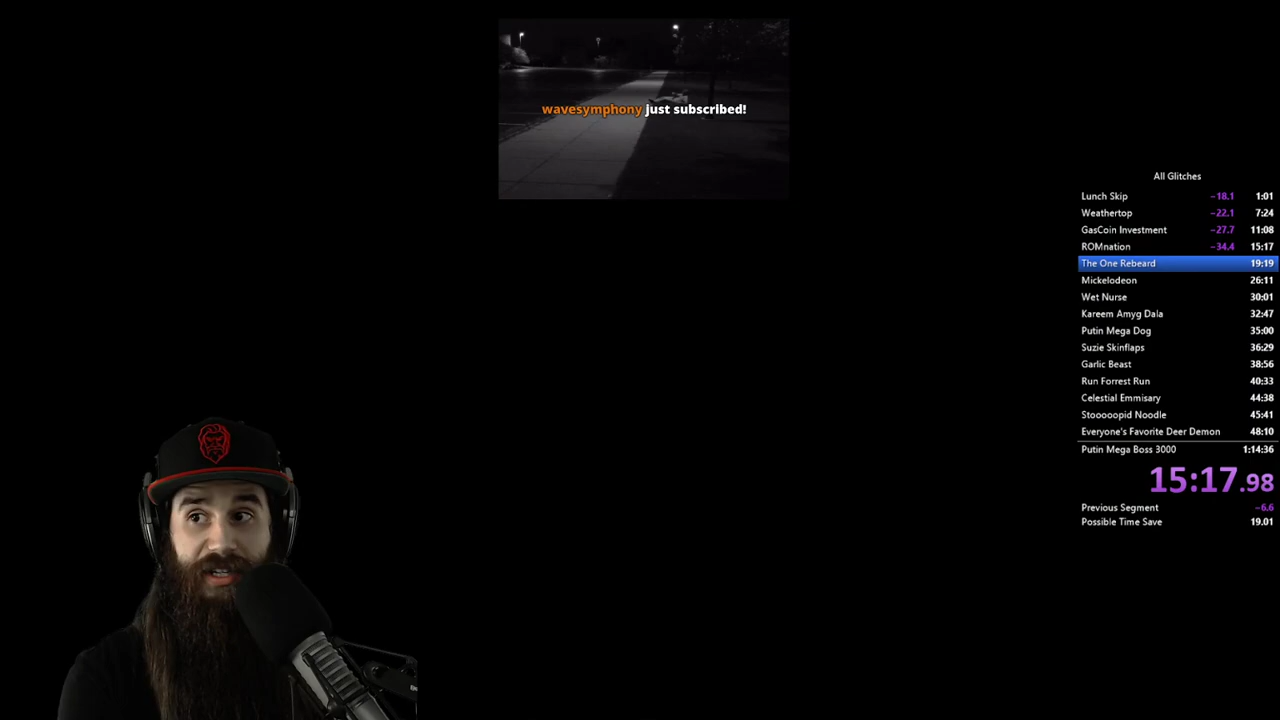 wavesymphony just subscribed!
All Glitches
Lunch Skip −18.1 1:01
Weathertop −22.1 7:24
GasCoin Investment −27.7 11:08
ROMnation −34.4 15:17
The One Rebeard 19:19
Mickelodeon 26:11
Wet Nurse 30:01
Kareem Amyg Dala 32:47
Putin Mega Dog 35:00
Suzie Skinflaps 36:29
Garlic Beast 38:56
Run Forrest Run 40:33
Celestial Emmisary 44:38
Stooooopid Noodle 45:41
Everyone's Favorite Deer Demon 48:10
Putin Mega Boss 3000 1:14:36
15:17.98
Previous Segment −6.6
Possible Time Save 19.01